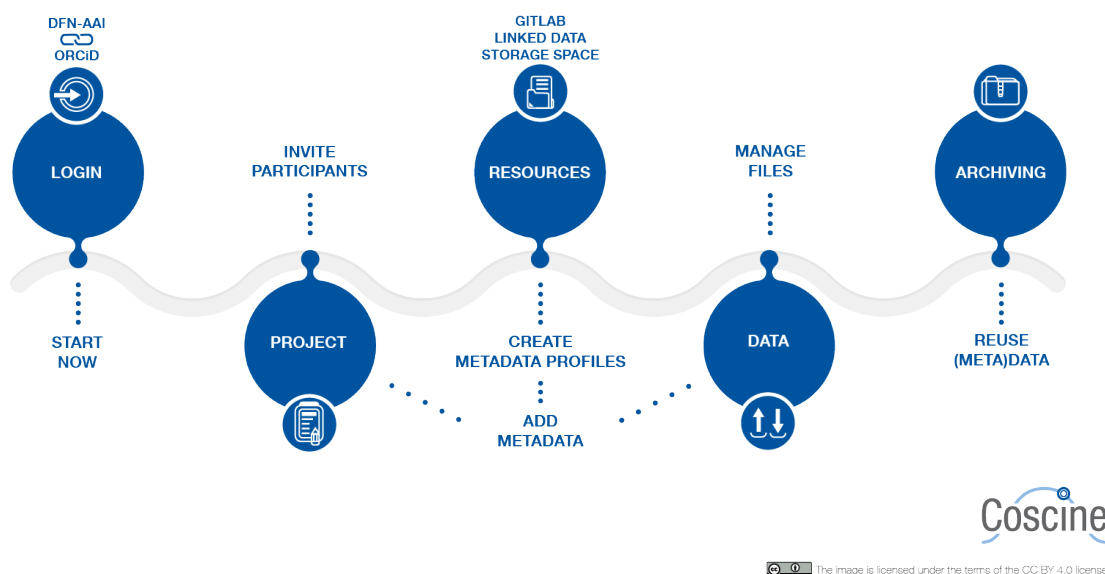 DFN-AAI
ORCiD
LOGIN
START
NOW
INVITE
PARTICIPANTS
PROJECT
GITLAB
LINKED DATA
STORAGE SPACE
RESOURCES
CREATE
METADATA PROFILES
ADD
METADATA
MANAGE
FILES
DATA
ARCHIVING
REUSE
(META)DATA
Coscine
cc
The image is licensed under the terms of the CC BY 4.0 license